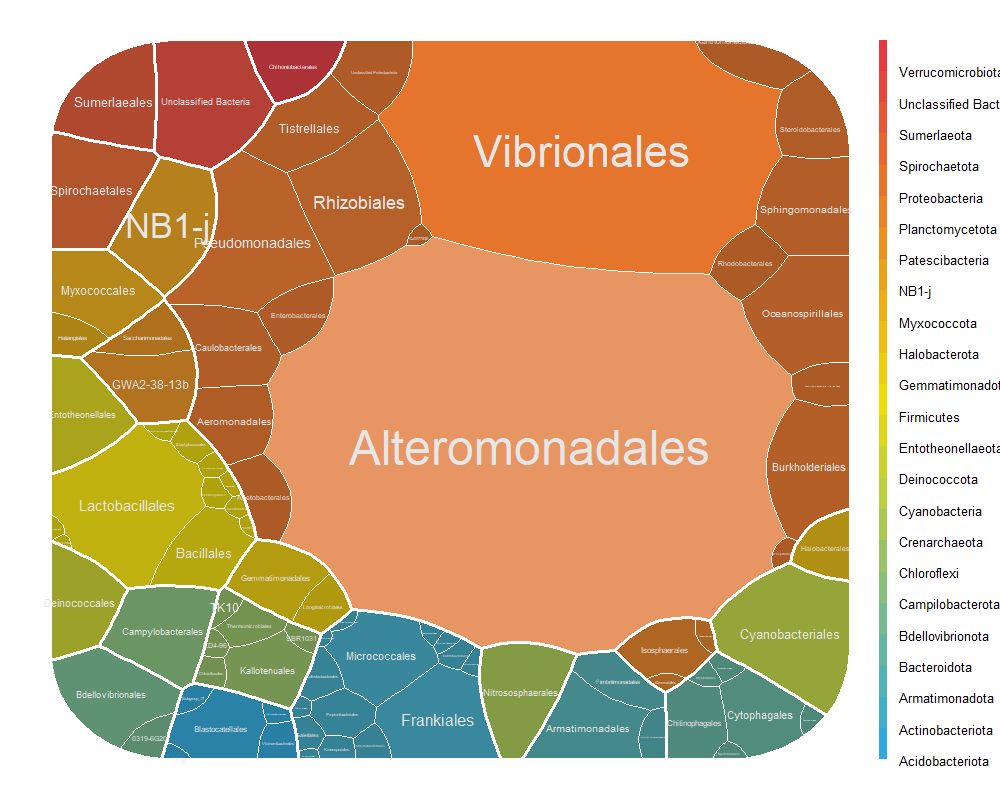 Chthoniobacterales
Sumerlaeales
Unclassified Bacteria
Unclassified Proteobacteria
Tistrellales
Vibrionales
Steroidobacterales
Spirochaetales
Rhizobiales
Sphingomonadales
NB1-j
Pseudomonadales
Rhodobacterales
Myxococcales
Enterobacterales
Oceanospirillales
Haliangiales
Saccharimonadales
Caulobacterales
GWA2-38-13b
Entotheonellales
Aeromonadales
Alteromonadales
Burkholderiales
Lactobacillales
Acetobacterales
Bacillales
Halobacterales
Gemmatimonadales
Longimicrobiales
Deinococcales
TK10
Campylobacterales
Thermomicrobiales
SBR1031
Cyanobacteriales
Isosphaerales
Micrococcales
Kallotenuales
Bdellovibrionales
Nitrososphaerales
Fimbriimonadales
Frankiales
Cytophagales
Chitinophagales
Blastocatellales
Armatimonadales
0319-6G20
Verrucomicrobiota
Unclassified Bact
Sumerlaeota
Spirochaetota
Proteobacteria
Planctomycetota
Patescibacteria
NB1-j
Myxococcota
Halobacterota
Gemmatimonadot
Firmicutes
Entotheonellaeota
Deinococcota
Cyanobacteria
Crenarchaeota
Chloroflexi
Campilobacterota
Bdellovibrionota
Bacteroidota
Armatimonadota
Actinobacteriota
Acidobacteriota